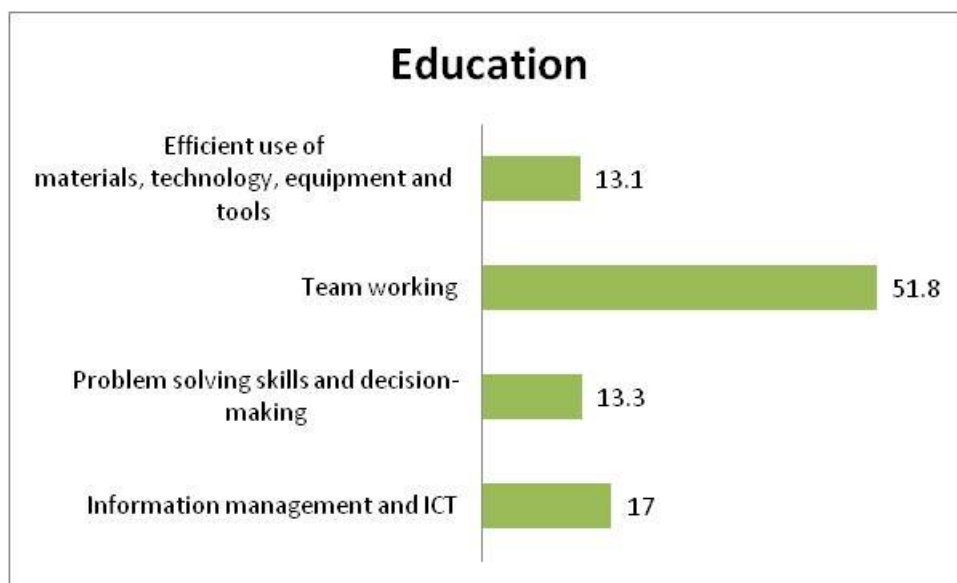 Education
Efficient use of
materials, technology, equipment and
tools
13.1
Team working
51.8
Problem solving skills and decision-
making
13.3
Information management and ICT
17